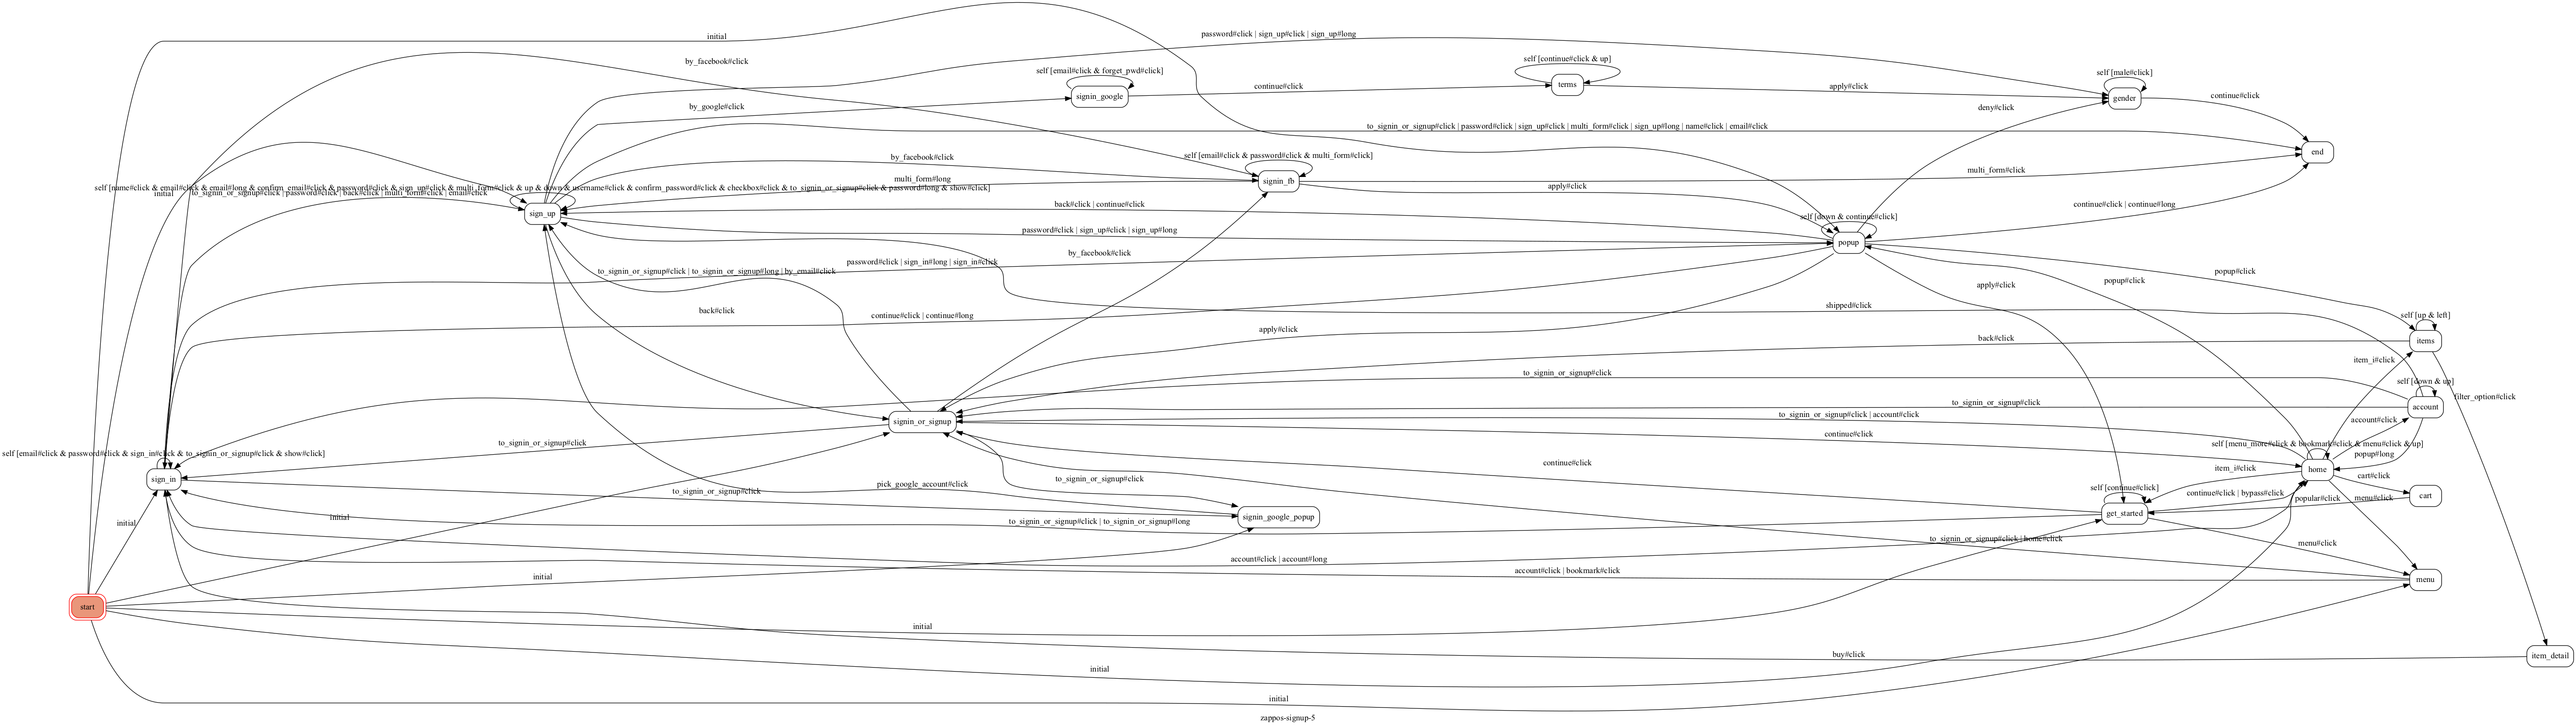 initial
password#click | sign_up#click | sign_up#long
by_facebook#click
self [email#click & forget_pwd#click]
self [continue#click & up]
self [male#click]
signin_google
continue#click
terms
apply#click
gender
continue#click
by_google#click
deny#click
to_signin_or_signup#click | password#click | sign_up#click | multi_form#click | sign_up#long | name#click | email#click
end
by_facebook#click
self [email#click & password#click & multi_form#click]
multi_form#click
multi_form#long
signin_fb
apply#click
self [name#click & email#click & email#long & confirm_email#click & password#click & sign_up#click & multi_form#click & up & down & username#click & confirm_password#click & checkbox#click & to_signin_or_signup#click & password#long & show#click]
initial
to_signin_or_signup#click | password#click | back#click | multi_form#click | email#click
back#click | continue#click
continue#click | continue#long
sign_up
self [down & continue#click]
password#click | sign_up#click | sign_up#long
popup
by_facebook#click
password#click | sign_in#long | sign_in#click
to_signin_or_signup#click | to_signin_or_signup#long | by_email#click
popup#click
popup#click
apply#click
shipped#click
back#click
continue#click | continue#long
self [up & left]
apply#click
back#click
items
item_i#click
to_signin_or_signup#click
self [down & up]
filter_option#click
to_signin_or_signup#click
account
to_signin_or_signup#click | account#click
account#click
signin_or_signup
continue#click
to_signin_or_signup#click
self [menu_more#click & bookmark#click & menu#click & up]
self [email#click & password#click & sign_in#click & to_signin_or_signup#click & show#click]
popup#long
continue#click
item_i#click
home
cart#click
sign_in
to_signin_or_signup#click
pick_google_account#click
self [continue#click]
to_signin_or_signup#click
continue#click | bypass#click
popular#click
menu#click
cart
get_started
initial
initial
signin_google_popup
to_signin_or_signup#click | to_signin_or_signup#long
to_signin_or_signup#click | home#click
menu#click
account#click | account#long
account#click | bookmark#click
initial
menu
start
initial
buy#click
item_detail
initial
initial
zappos-signup-5